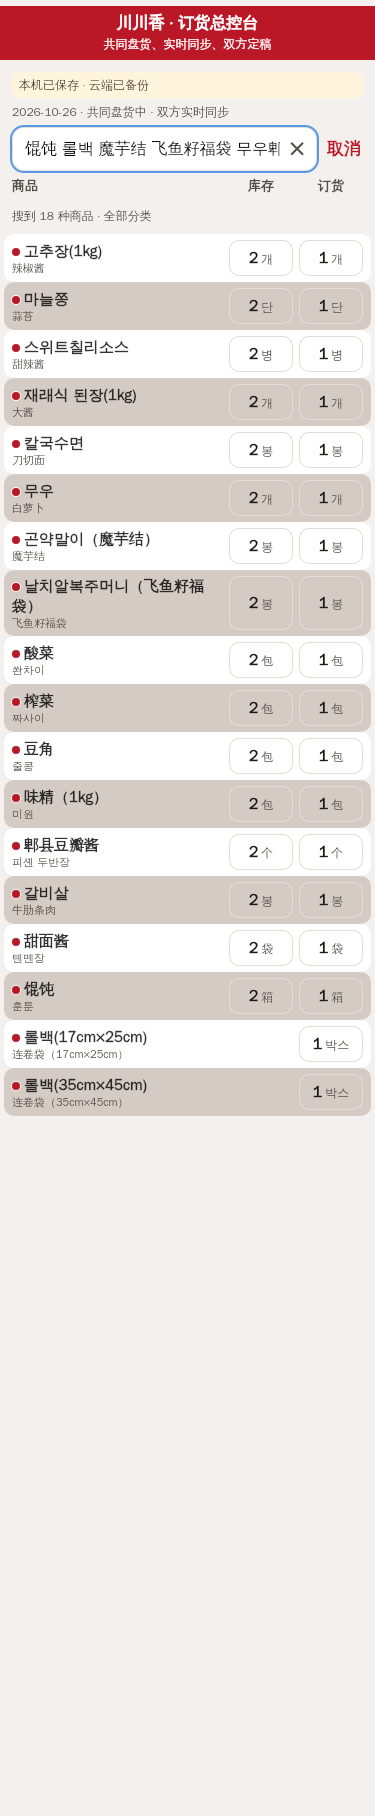 川川香 · 订货总控台
共同盘货、实时同步、双方定稿
本机已保存 · 云端已备份
2026-10-26 · 共同盘货中 · 双方实时同步
馄饨 롤백 魔芋结 飞鱼籽福袋 무우
取消
商品 库存 订货
搜到 18 种商品 · 全部分类
고추장(1kg) 2 개 1 개
辣椒酱
마늘쫑 2 단 1 단
蒜苔
스위트칠리소스 2 병 1 병
甜辣酱
재래식 된장(1kg) 2 개 1 개
大酱
칼국수면 2 봉 1 봉
刀切面
무우 2 개 1 개
白萝卜
곤약말이（魔芋结） 2 봉 1 봉
魔芋结
날치알복주머니（飞鱼籽福
袋） 2 봉 1 봉
飞鱼籽福袋
酸菜 2 包 1 包
쏸차이
榨菜 2 包 1 包
짜사이
豆角 2 包 1 包
줄콩
味精（1kg） 2 包 1 包
미원
郫县豆瓣酱 2 个 1 个
피셴 두반장
갈비살 2 봉 1 봉
牛肋条肉
甜面酱 2 袋 1 袋
톈몐장
馄饨 2 箱 1 箱
훈툰
롤백(17cm×25cm) 1 박스
连卷袋（17cm×25cm）
롤백(35cm×45cm) 1 박스
连卷袋（35cm×45cm）